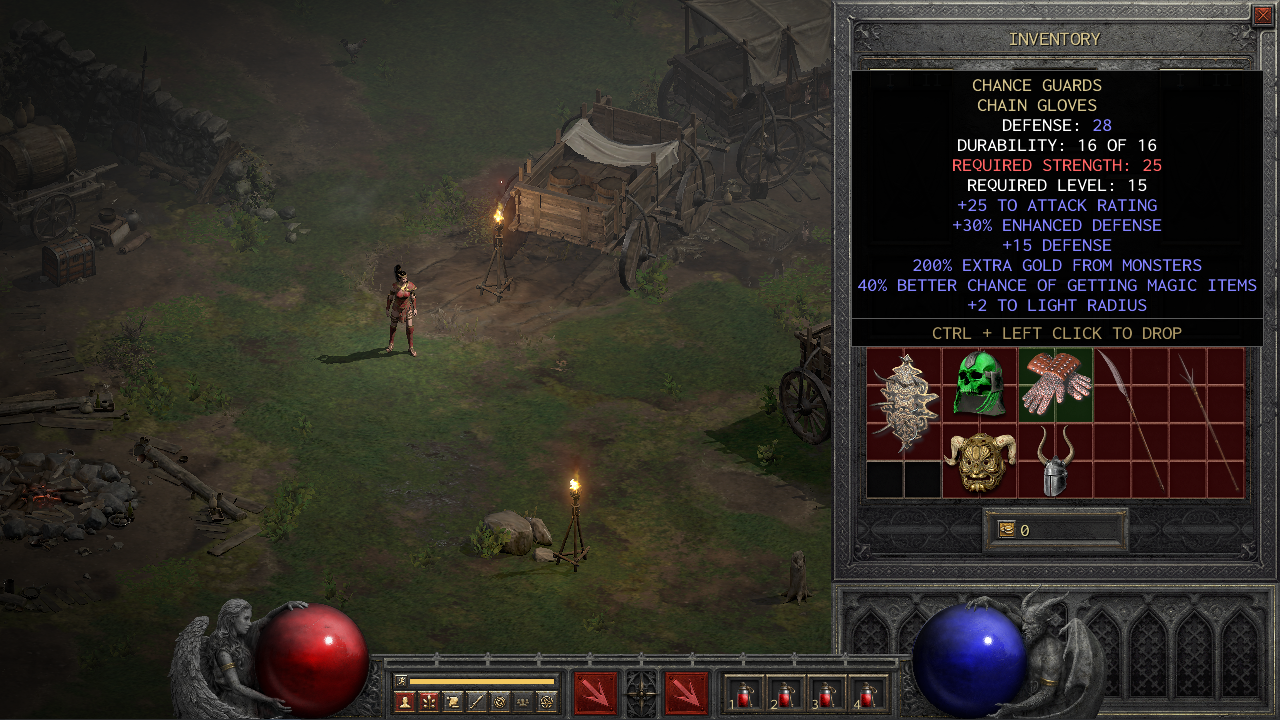 INVENTORY
CHANCE GUARDS
CHAIN GLOVES
DEFENSE: 28
DURABILITY: 16 OF 16
REQUIRED STRENGTH: 25
REQUIRED LEVEL: 15
+25 TO ATTACK RATING
+30% ENHANCED DEFENSE
+15 DEFENSE
200% EXTRA GOLD FROM MONSTERS
40% BETTER CHANCE OF GETTING MAGIC ITEMS
+2 TO LIGHT RADIUS
CTRL + LEFT CLICK TO DROP
0
1 2 3 4